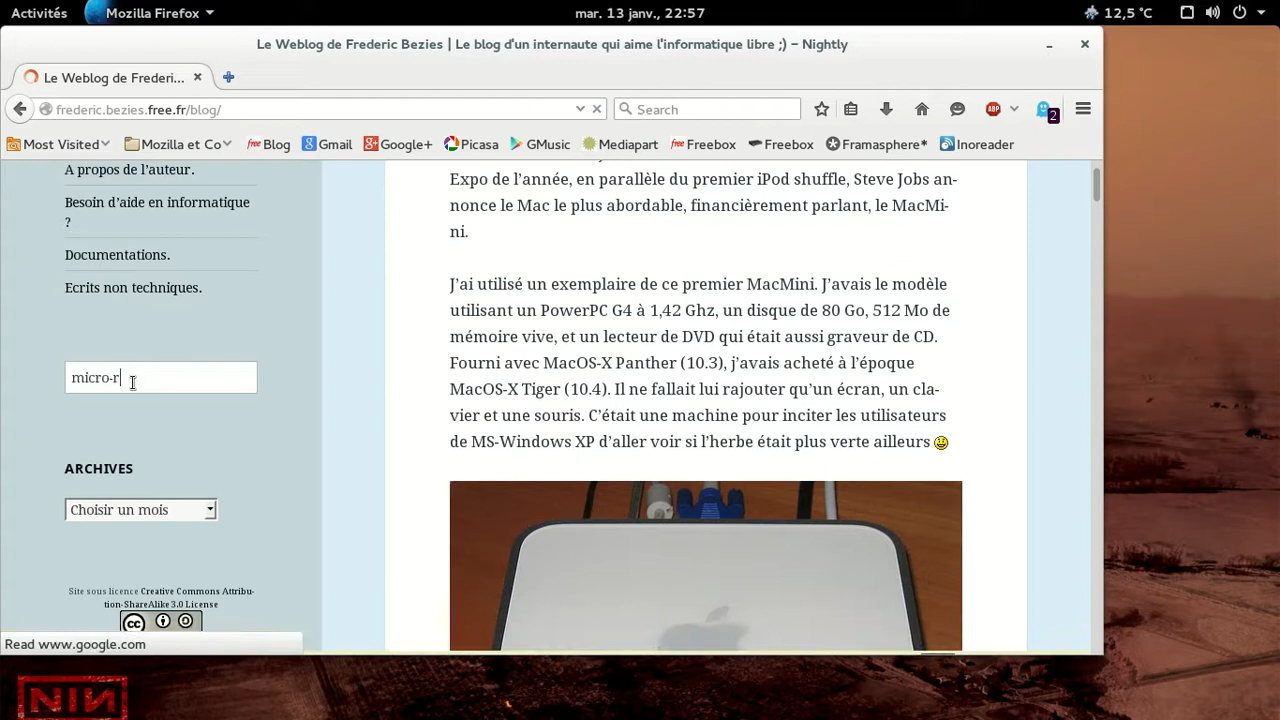 Activités
Mozilla Firefox
mar. 13 janv., 22:57
12,5 °C
Le Weblog de Frederic Bezies | Le blog d'un internaute qui aime l'informatique libre ;) – Nightly
Le Weblog de Frederi...
frederic.bezies.free.fr/blog/
Search
ABP
2
Most Visited
Mozilla et Co
free Blog
Gmail
Google+
Picasa
GMusic
Mediapart
free Freebox
free Freebox
Framasphere*
Inoreader
A propos de l'auteur.
Besoin d'aide en informatique
?
Documentations.
Ecrits non techniques.
micro-r
ARCHIVES
Choisir un mois
Site sous licence Creative Commons Attribu-
tion-ShareAlike 3.0 License
cc
Read www.google.com
Expo de l'année, en parallèle du premier iPod shuffle, Steve Jobs an-
nonce le Mac le plus abordable, financièrement parlant, le MacMi-
ni.
J'ai utilisé un exemplaire de ce premier MacMini. J'avais le modèle
utilisant un PowerPC G4 à 1,42 Ghz, un disque de 80 Go, 512 Mo de
mémoire vive, et un lecteur de DVD qui était aussi graveur de CD.
Fourni avec MacOS-X Panther (10.3), j'avais acheté à l'époque
MacOS-X Tiger (10.4). Il ne fallait lui rajouter qu'un écran, un cla-
vier et une souris. C'était une machine pour inciter les utilisateurs
de MS-Windows XP d'aller voir si l'herbe était plus verte ailleurs
NIN